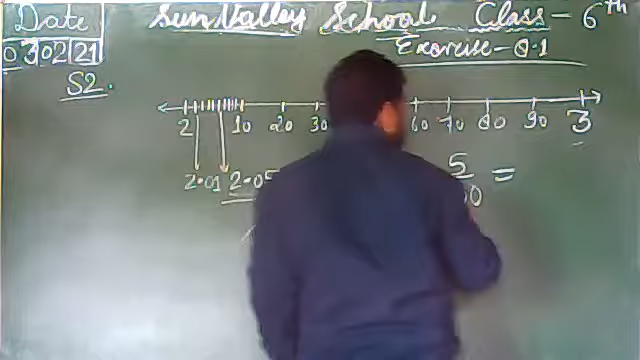 Date Sun Valley School Class - 6th
03 02 21 Exercise - 8.1
S2.
2 10 20 30 60 70 80 90 3
2.01 2.05 5 =